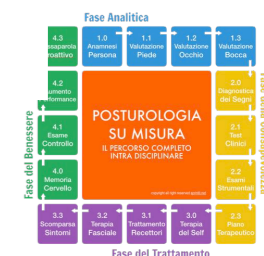 Fase Analitica
4.3
1.0
Anamnesi
Persona
1.1
Valutazione
Piede
1.2
Valutazione
Occhio
1.3
Valutazione
Bocca
4.2
2.0
Diagnostica
dei Segni
POSTUROLOGIA
SU MISURA
IL PERCORSO COMPLETO
INTRA DISCIPLINARE
4.1
Esame
Controllo
2.1
Test
Clinici
4.0
Memoria
Cervello
2.2
Esami
Strumentali
3.3
Scomparsa
Sintomi
3.2
Terapia
Fasciale
3.1
Trattamento
Recettori
3.0
Terapia
del Self
2.3
Piano
Terapeutico
Fase del Benessere
Fase del Trattamento